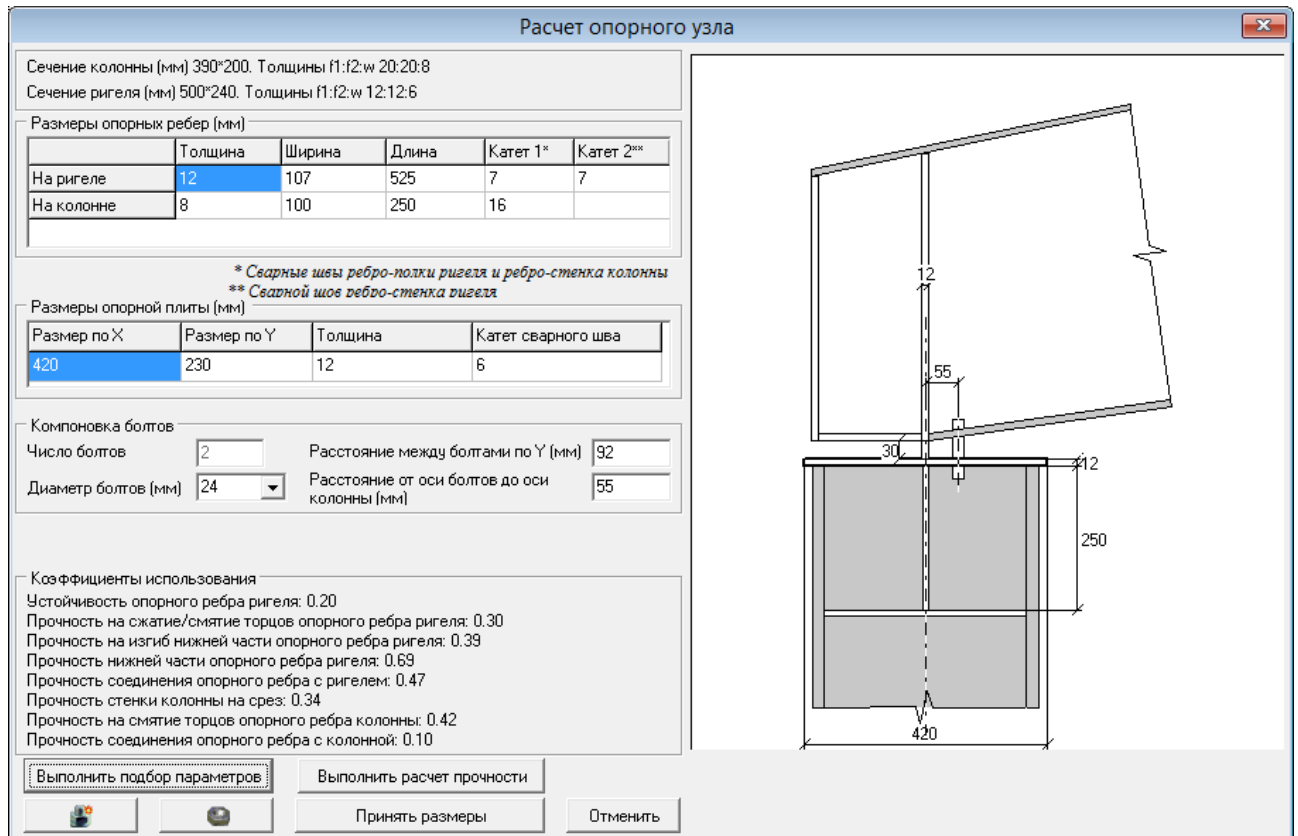 Расчет опорного узла
Сечение колонны (мм) 390*200. Толщины f1:f2:w 20:20:8
Сечение ригеля (мм) 500*240. Толщины f1:f2:w 12:12:6
Размеры опорных ребер (мм)
Толщина Ширина Длина Катет 1* Катет 2**
На ригеле 12 107 525 7 7
На колонне 8 100 250 16
* Сварные швы ребро-полки ригеля и ребро-стенка колонны
** Сварной шов ребро-стенка ригеля
Размеры опорной плиты (мм)
Размер по X Размер по Y Толщина Катет сварного шва
420 230 12 6
Компоновка болтов
Число болтов 2 Расстояние между болтами по Y (мм) 92
Диаметр болтов (мм) 24 Расстояние от оси болтов до оси колонны (мм) 55
Коэффициенты использования
Устойчивость опорного ребра ригеля: 0.20
Прочность на сжатие/смятие торцов опорного ребра ригеля: 0.30
Прочность на изгиб нижней части опорного ребра ригеля: 0.39
Прочность нижней части опорного ребра ригеля: 0.69
Прочность соединения опорного ребра с ригелем: 0.47
Прочность стенки колонны на срез: 0.34
Прочность на смятие торцов опорного ребра колонны: 0.42
Прочность соединения опорного ребра с колонной: 0.10
Выполнить подбор параметров Выполнить расчет прочности
Принять размеры Отменить
12
55
30
12
250
420